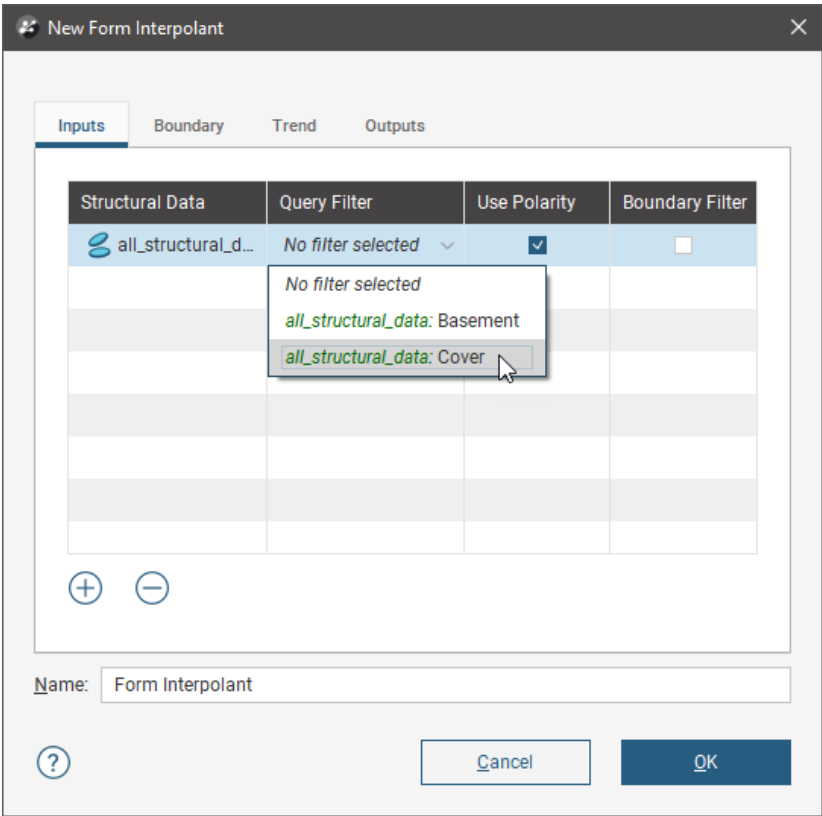 New Form Interpolant
Inputs Boundary Trend Outputs
Structural Data Query Filter Use Polarity Boundary Filter
all_structural_d... No filter selected
No filter selected
all_structural_data: Basement
all_structural_data: Cover
Name: Form Interpolant
? Cancel OK